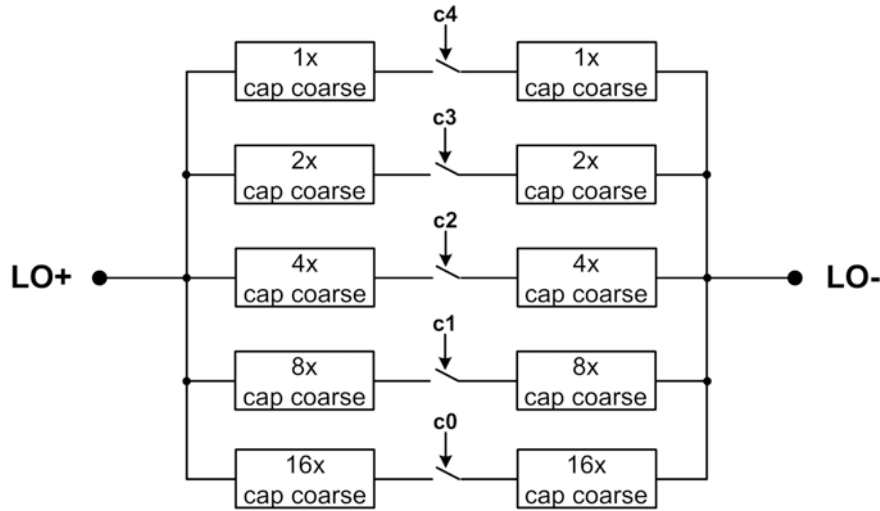 c4
1x 1x
cap coarse cap coarse
c3
2x 2x
cap coarse cap coarse
c2
4x 4x
cap coarse cap coarse
LO+ LO-
c1
8x 8x
cap coarse cap coarse
c0
16x 16x
cap coarse cap coarse